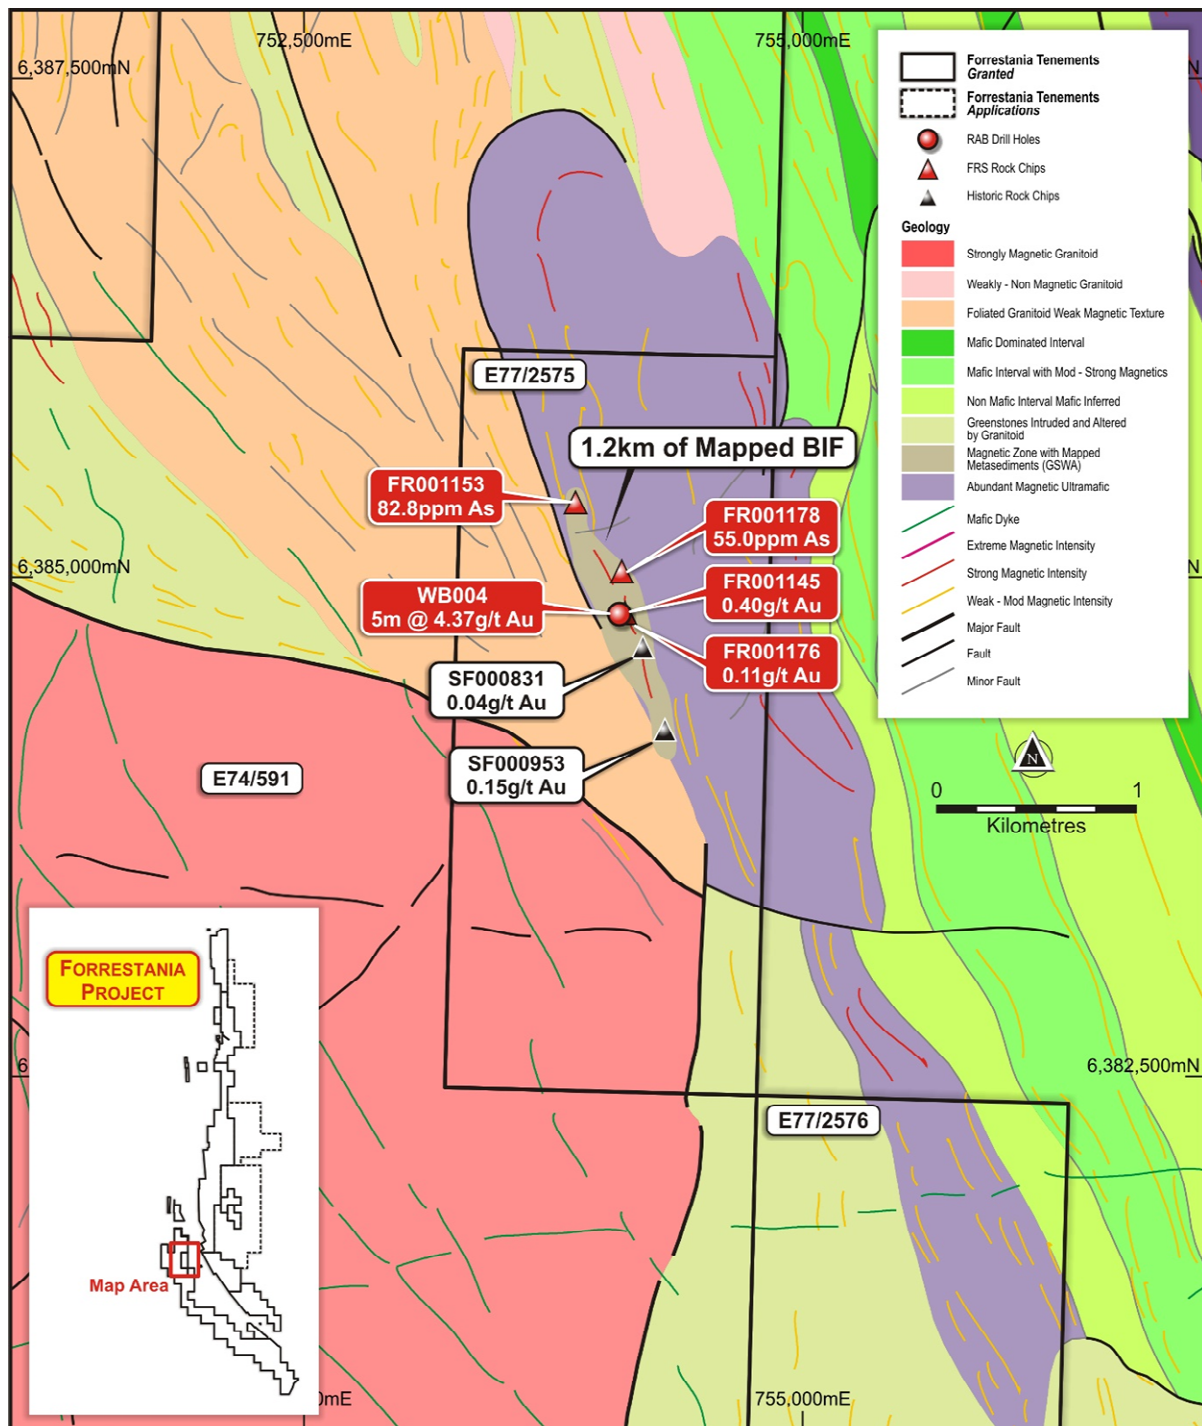 752,500mE
755,000mE
6,387,500mN
N
Forrestania Tenements
Granted
Forrestania Tenements
Applications
RAB Drill Holes
FRS Rock Chips
Historic Rock Chips
Geology
Strongly Magnetic Granitoid
Weakly - Non Magnetic Granitoid
Foliated Granitoid Weak Magnetic Texture
Mafic Dominated Interval
Mafic Interval with Mod - Strong Magnetics
Non Mafic Interval Mafic Inferred
Greenstones Intruded and Altered
by Granitoid
Magnetic Zone with Mapped
Metasediments (GSWA)
Abundant Magnetic Ultramafic
Mafic Dyke
Extreme Magnetic Intensity
Strong Magnetic Intensity
Weak - Mod Magnetic Intensity
Major Fault
Fault
Minor Fault
E77/2575
1.2km of Mapped BIF
FR001153
82.8ppm As
FR001178
55.0ppm As
6,385,000mN
N
WB004
5m @ 4.37g/t Au
FR001145
0.40g/t Au
FR001176
0.11g/t Au
SF000831
0.04g/t Au
SF000953
0.15g/t Au
E74/591
N
0 1
Kilometres
FORRESTANIA
PROJECT
Map Area
6
6,382,500mN
E77/2576
0mE
755,000mE